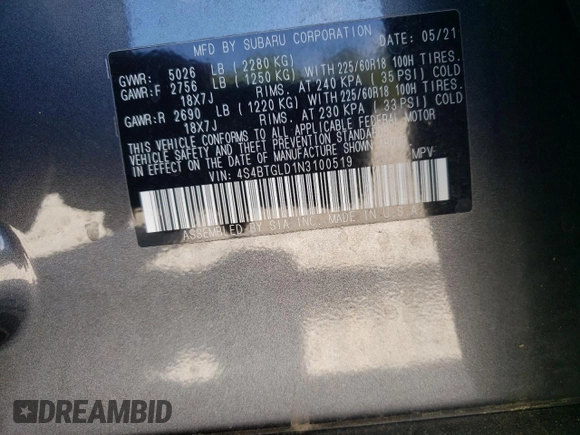 MFD BY SUBARU CORPORATION DATE: 05/21
GVWR: 5026 LB ( 2280 KG)
GAWR:F 2756 LB ( 1250 KG) WITH 225/60R18 100H TIRES.
18X7J RIMS. AT 240 KPA ( 35 PSI) COLD
GAWR:R 2690 LB ( 1220 KG) WITH 225/60R18 100H TIRES.
18X7J RIMS. AT 230 KPA ( 33 PSI) COLD
THIS VEHICLE CONFORMS TO ALL APPLICABLE FEDERAL MOTOR
VEHICLE SAFETY AND THEFT PREVENTION STANDARDS
IN EFFECT ON THE DATE OF MANUFACTURE SHOWN
VIN: 4S4BTGLD1N3100519 MPV
ASSEMBLED BY SIA INC. MADE IN U.S.A.
DREAMBID